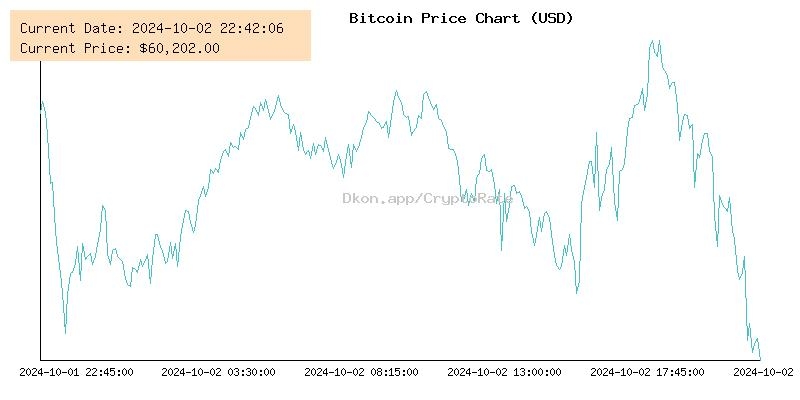 Bitcoin Price Chart (USD)
Current Date: 2024-10-02 22:42:06
Current Price: $60,202.00
Dkon.app/CryptoRate
2024-10-01 22:45:00 2024-10-02 03:30:00 2024-10-02 08:15:00 2024-10-02 13:00:00 2024-10-02 17:45:00 2024-10-02